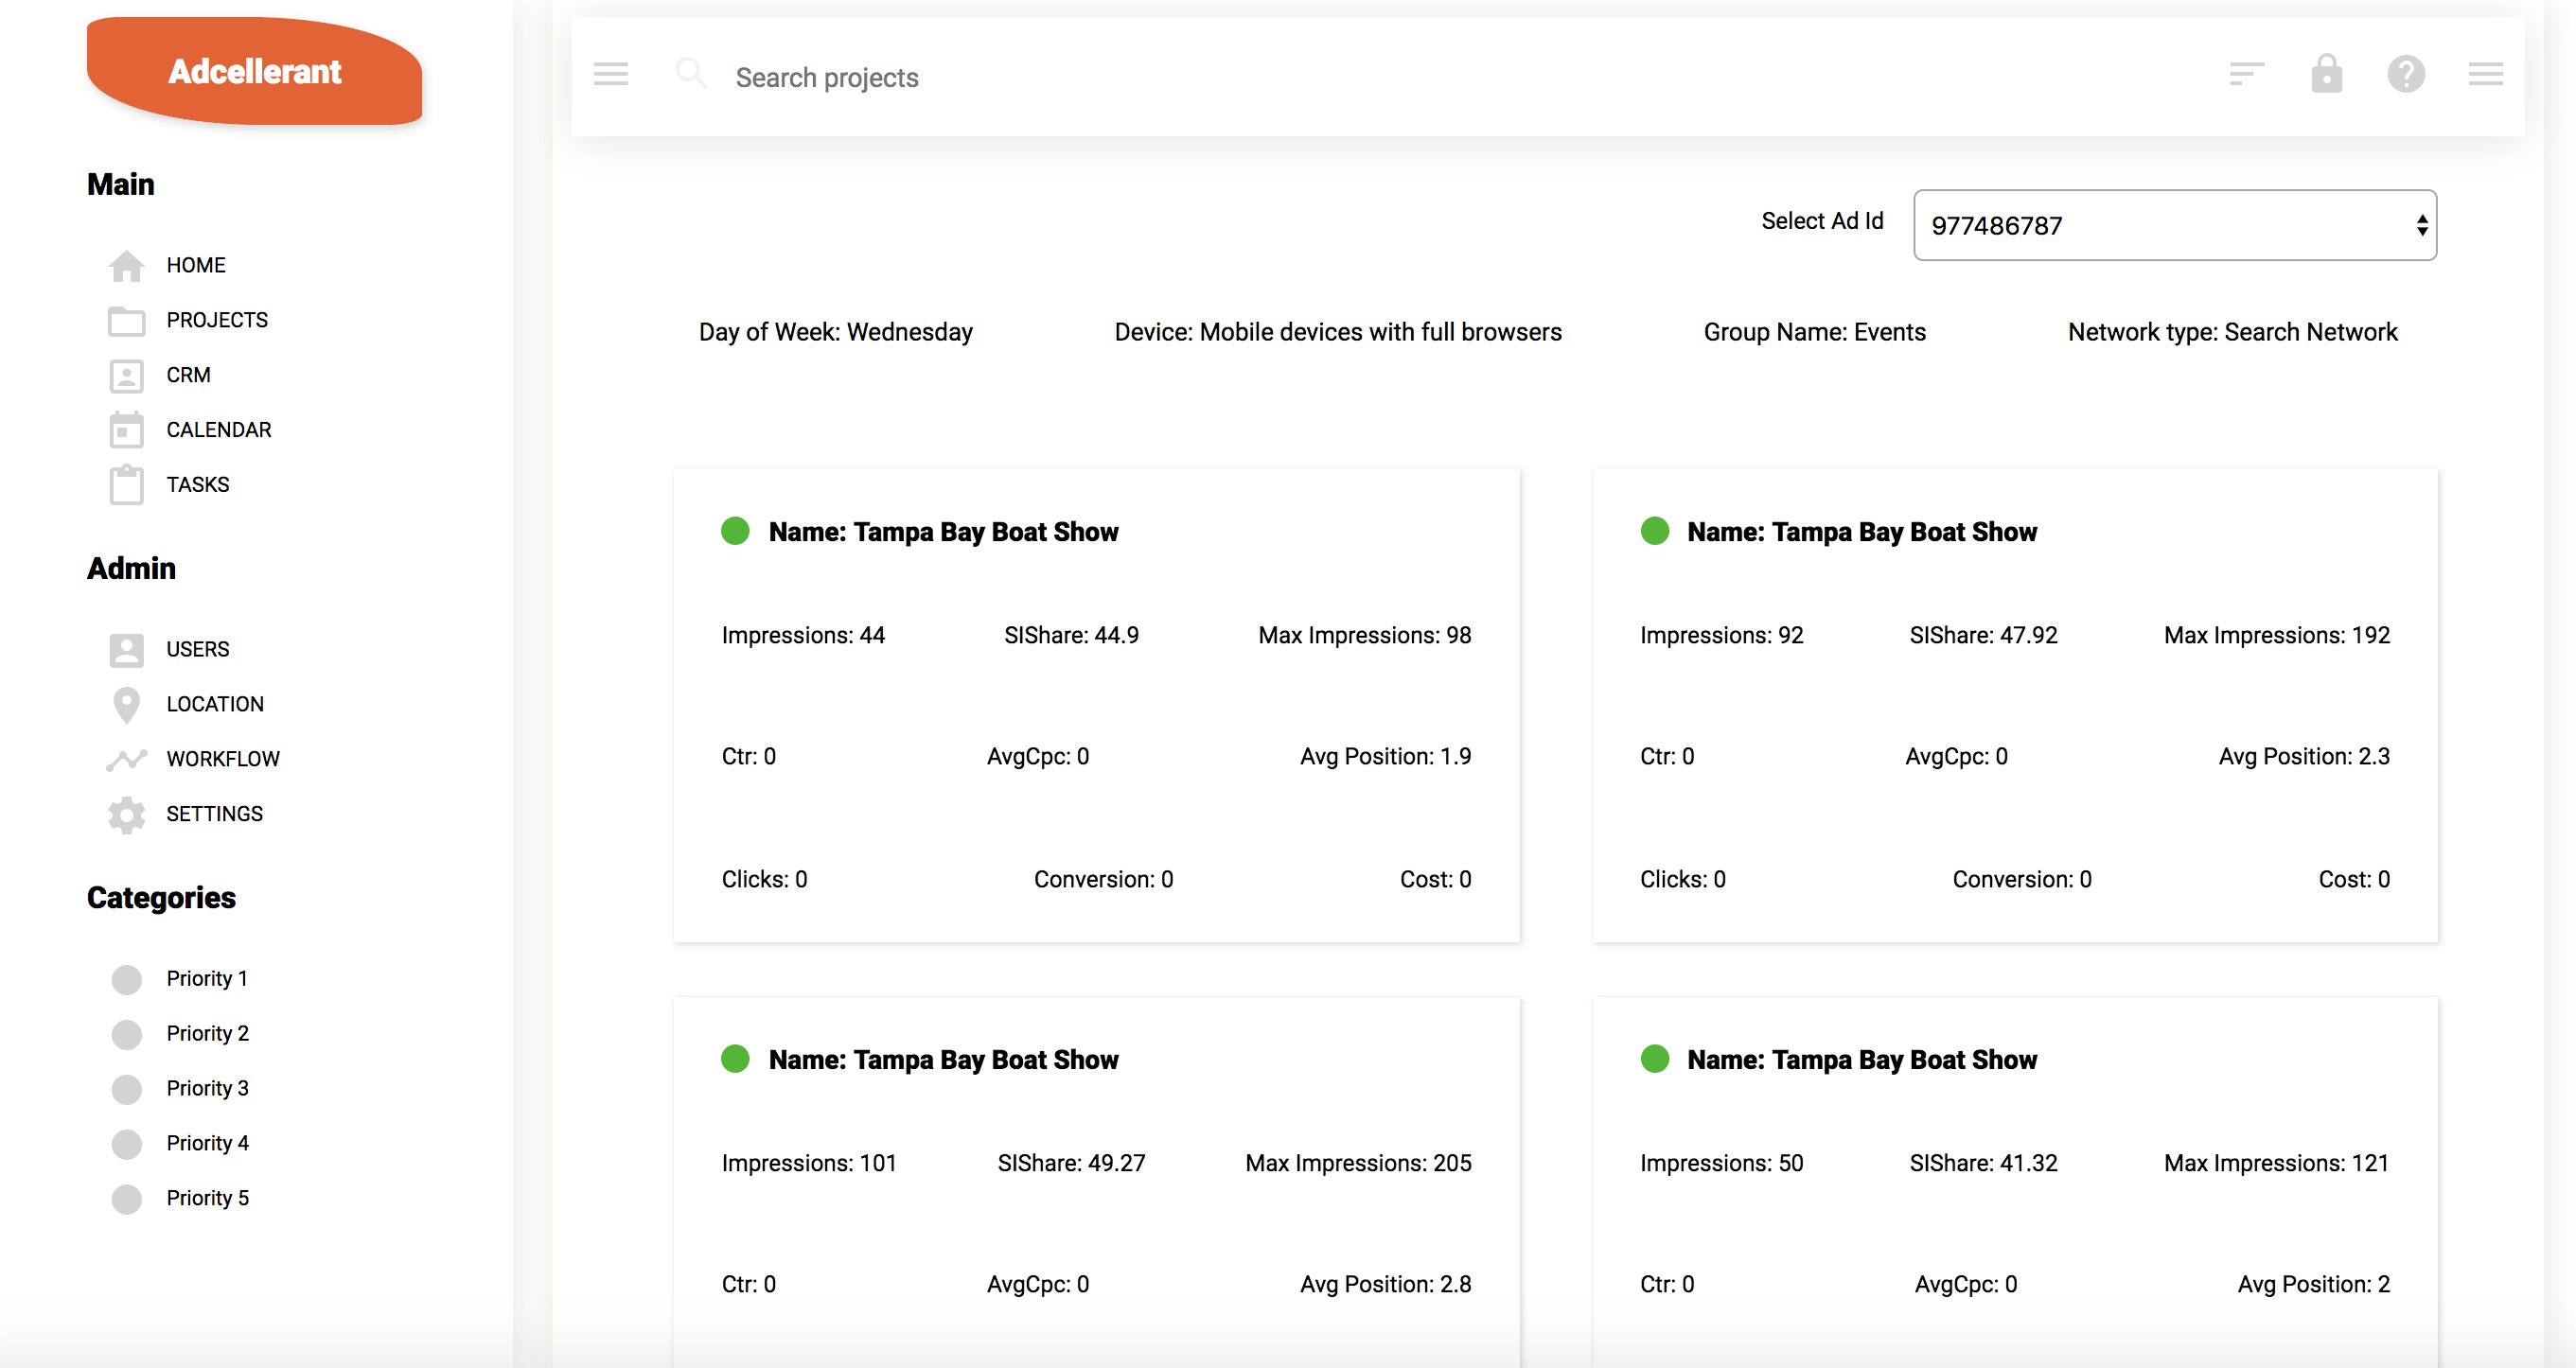 Adcellerant
Main
HOME
PROJECTS
CRM
CALENDAR
TASKS
Admin
USERS
LOCATION
WORKFLOW
SETTINGS
Categories
Priority 1
Priority 2
Priority 3
Priority 4
Priority 5
Search projects
Select Ad Id 977486787
Day of Week: Wednesday Device: Mobile devices with full browsers Group Name: Events Network type: Search Network
Name: Tampa Bay Boat Show
Impressions: 44 SIShare: 44.9 Max Impressions: 98
Ctr: 0 AvgCpc: 0 Avg Position: 1.9
Clicks: 0 Conversion: 0 Cost: 0
Name: Tampa Bay Boat Show
Impressions: 92 SIShare: 47.92 Max Impressions: 192
Ctr: 0 AvgCpc: 0 Avg Position: 2.3
Clicks: 0 Conversion: 0 Cost: 0
Name: Tampa Bay Boat Show
Impressions: 101 SIShare: 49.27 Max Impressions: 205
Ctr: 0 AvgCpc: 0 Avg Position: 2.8
Name: Tampa Bay Boat Show
Impressions: 50 SIShare: 41.32 Max Impressions: 121
Ctr: 0 AvgCpc: 0 Avg Position: 2